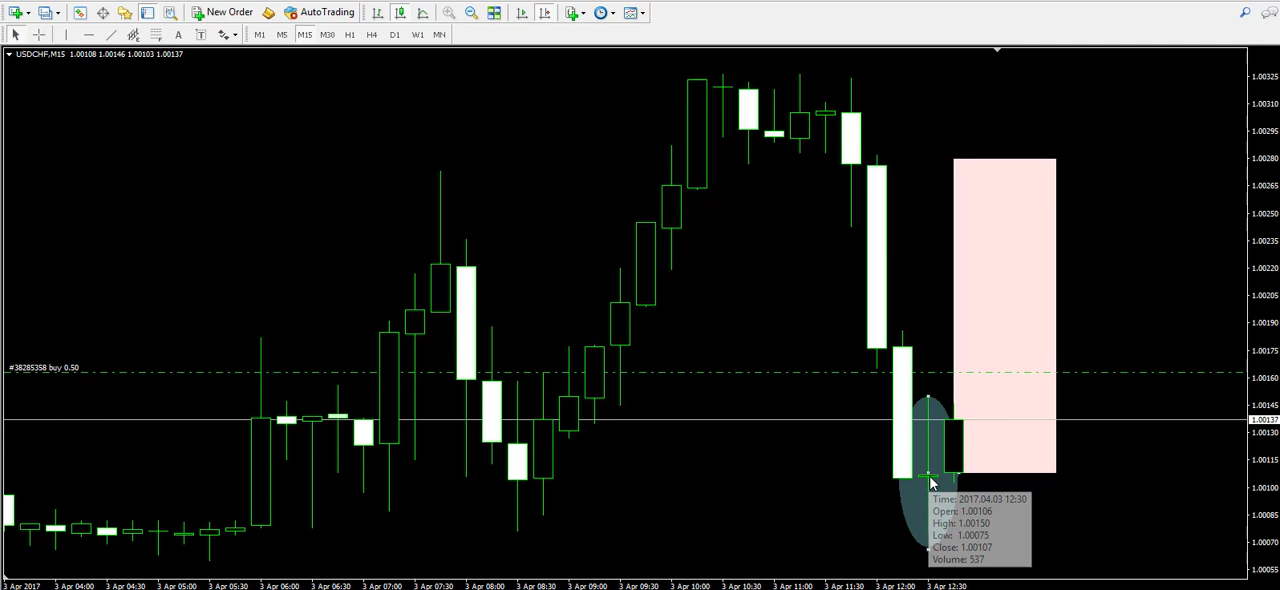 New Order AutoTrading
A T M1 M5 M15 M30 H1 H4 D1 W1 MN
USDCHF,M15 1.00108 1.00146 1.00103 1.00137
1.00325
1.00310
1.00295
1.00280
1.00265
1.00250
1.00235
1.00220
1.00205
1.00190
1.00175
#38285358 buy 0.50
1.00160
1.00145
1.00137
1.00130
1.00115
1.00100
1.00085
1.00070
1.00055
Time: 2017.04.03 12:30
Open: 1.00106
High: 1.00150
Low: 1.00075
Close: 1.00107
Volume: 537
3 Apr 2017 3 Apr 04:00 3 Apr 04:30 3 Apr 05:00 3 Apr 05:30 3 Apr 06:00 3 Apr 06:30 3 Apr 07:00 3 Apr 07:30 3 Apr 08:00 3 Apr 08:30 3 Apr 09:00 3 Apr 09:30 3 Apr 10:00 3 Apr 10:30 3 Apr 11:00 3 Apr 11:30 3 Apr 12:00 3 Apr 12:30